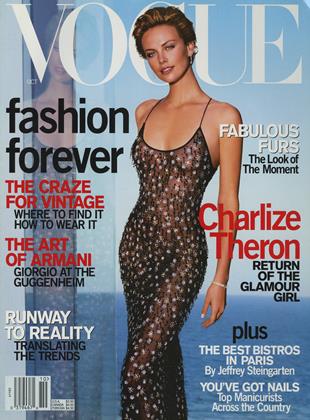 VOGUE
OCT
fashion
forever
THE CRAZE
FOR VINTAGE
WHERE TO FIND IT
HOW TO WEAR IT
THE ART
OF ARMANI
GIORGIO AT THE
GUGGENHEIM
RUNWAY
TO REALITY
TRANSLATING
THE TRENDS
FABULOUS
FURS
The Look of
The Moment
Charlize
Theron
RETURN
OF THE
GLAMOUR
GIRL
plus
THE BEST BISTROS
IN PARIS
By Jeffrey Steingarten
YOU'VE GOT NAILS
Top Manicurists
Across the Country